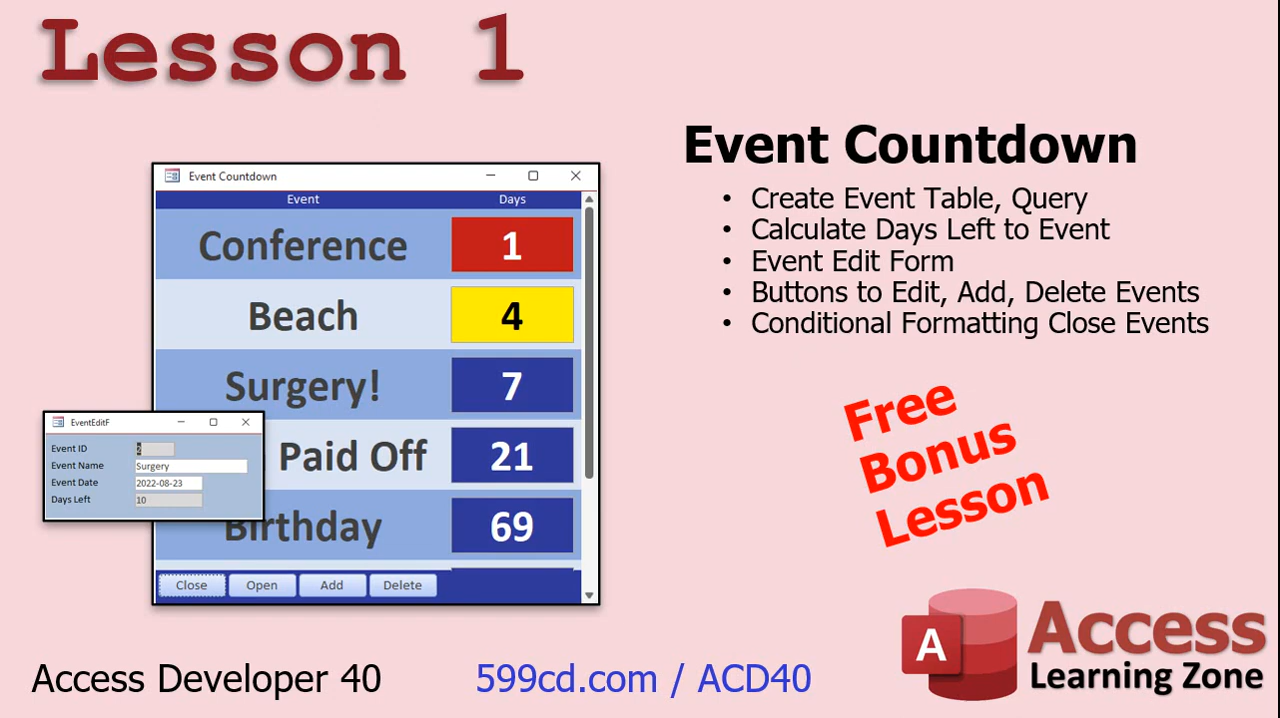 Lesson 1
Event Countdown
• Create Event Table, Query
• Calculate Days Left to Event
• Event Edit Form
• Buttons to Edit, Add, Delete Events
• Conditional Formatting Close Events
Event Countdown
Event Days
Conference 1
Beach 4
Surgery! 7
Paid Off 21
Birthday 69
Close Open Add Delete
EventEditF
Event ID 2
Event Name Surgery
Event Date 2022-08-23
Days Left 10
Free
Bonus
Lesson
Access Developer 40
599cd.com / ACD40
A
Access
Learning Zone